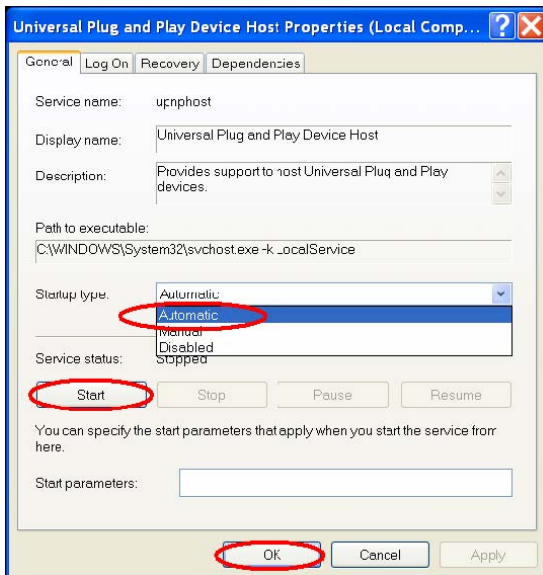 Universal Plug and Play Device Host Properties (Local Comp...
General Log On Recovery Dependencies
Service name: upnphost
Display name: Universal Plug and Play Device Host
Description: Provides support to host Universal Plug and Play
devices.
Path to executable:
C:\WINDOWS\System32\svchost.exe -k LocalService
Startup type: Automatic
Automatic
Manual
Disabled
Service status: Stopped
Start Stop Pause Resume
You can specify the start parameters that apply when you start the service from
here.
Start parameters:
OK Cancel Apply